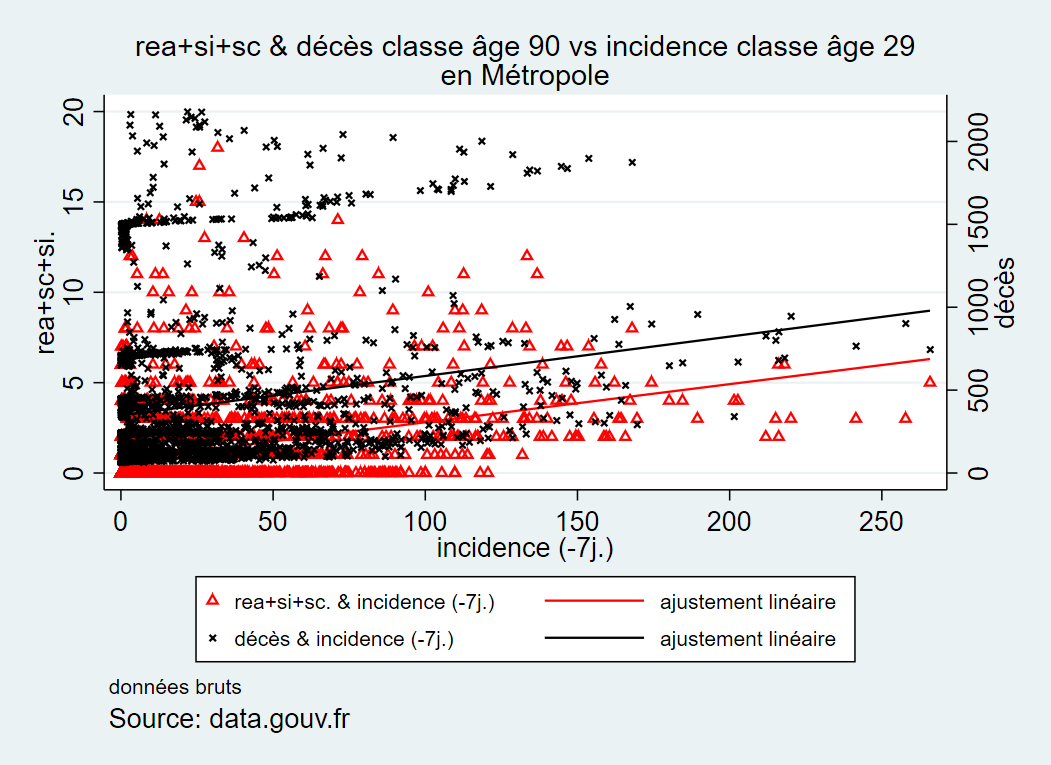 rea+si+sc & décès classe âge 90 vs incidence classe âge 29
en Métropole
20
15
10
5
0
rea+sc+si.
2000
1500
1000
500
0
décès
0 50 100 150 200 250
incidence (-7j.)
rea+si+sc. & incidence (-7j.) ajustement linéaire
décès & incidence (-7j.) ajustement linéaire
données bruts
Source: data.gouv.fr